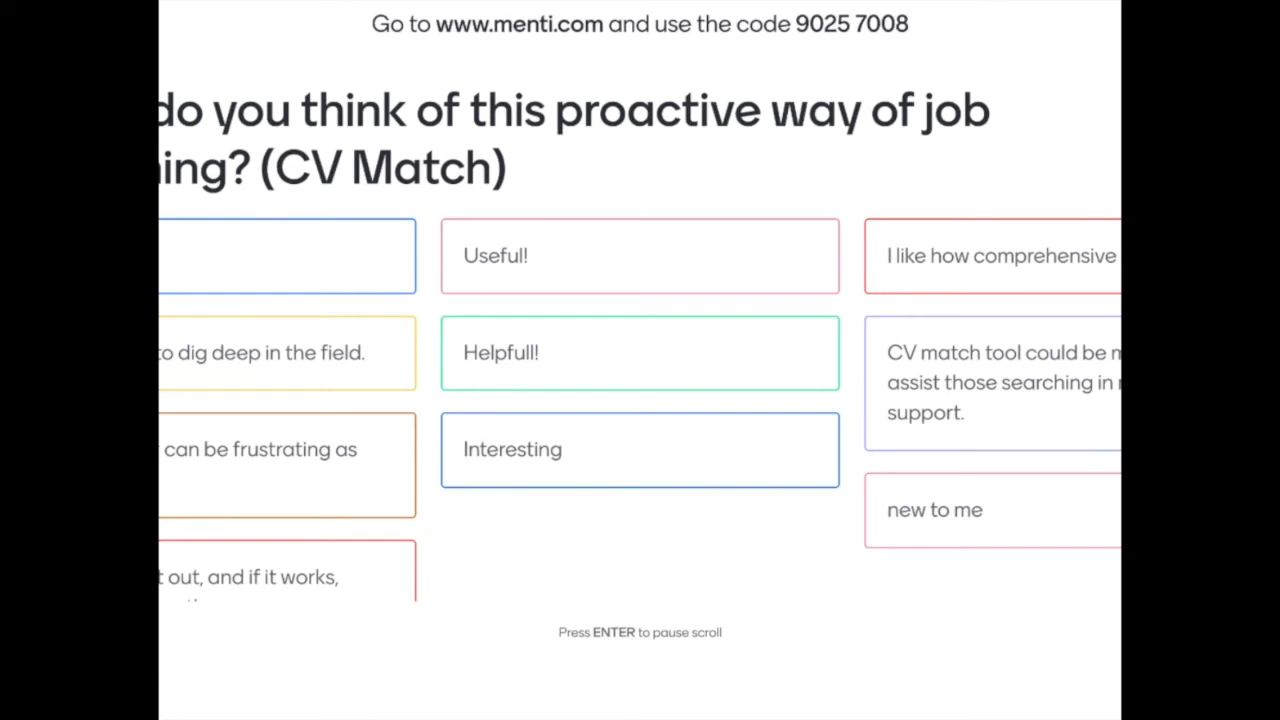 Go to www.menti.com and use the code 9025 7008
do you think of this proactive way of job
ing? (CV Match)
to dig deep in the field.
can be frustrating as
out, and if it works,
Useful!
Helpfull!
Interesting
I like how comprehensive
CV match tool could be
assist those searching in
support.
new to me
Press ENTER to pause scroll